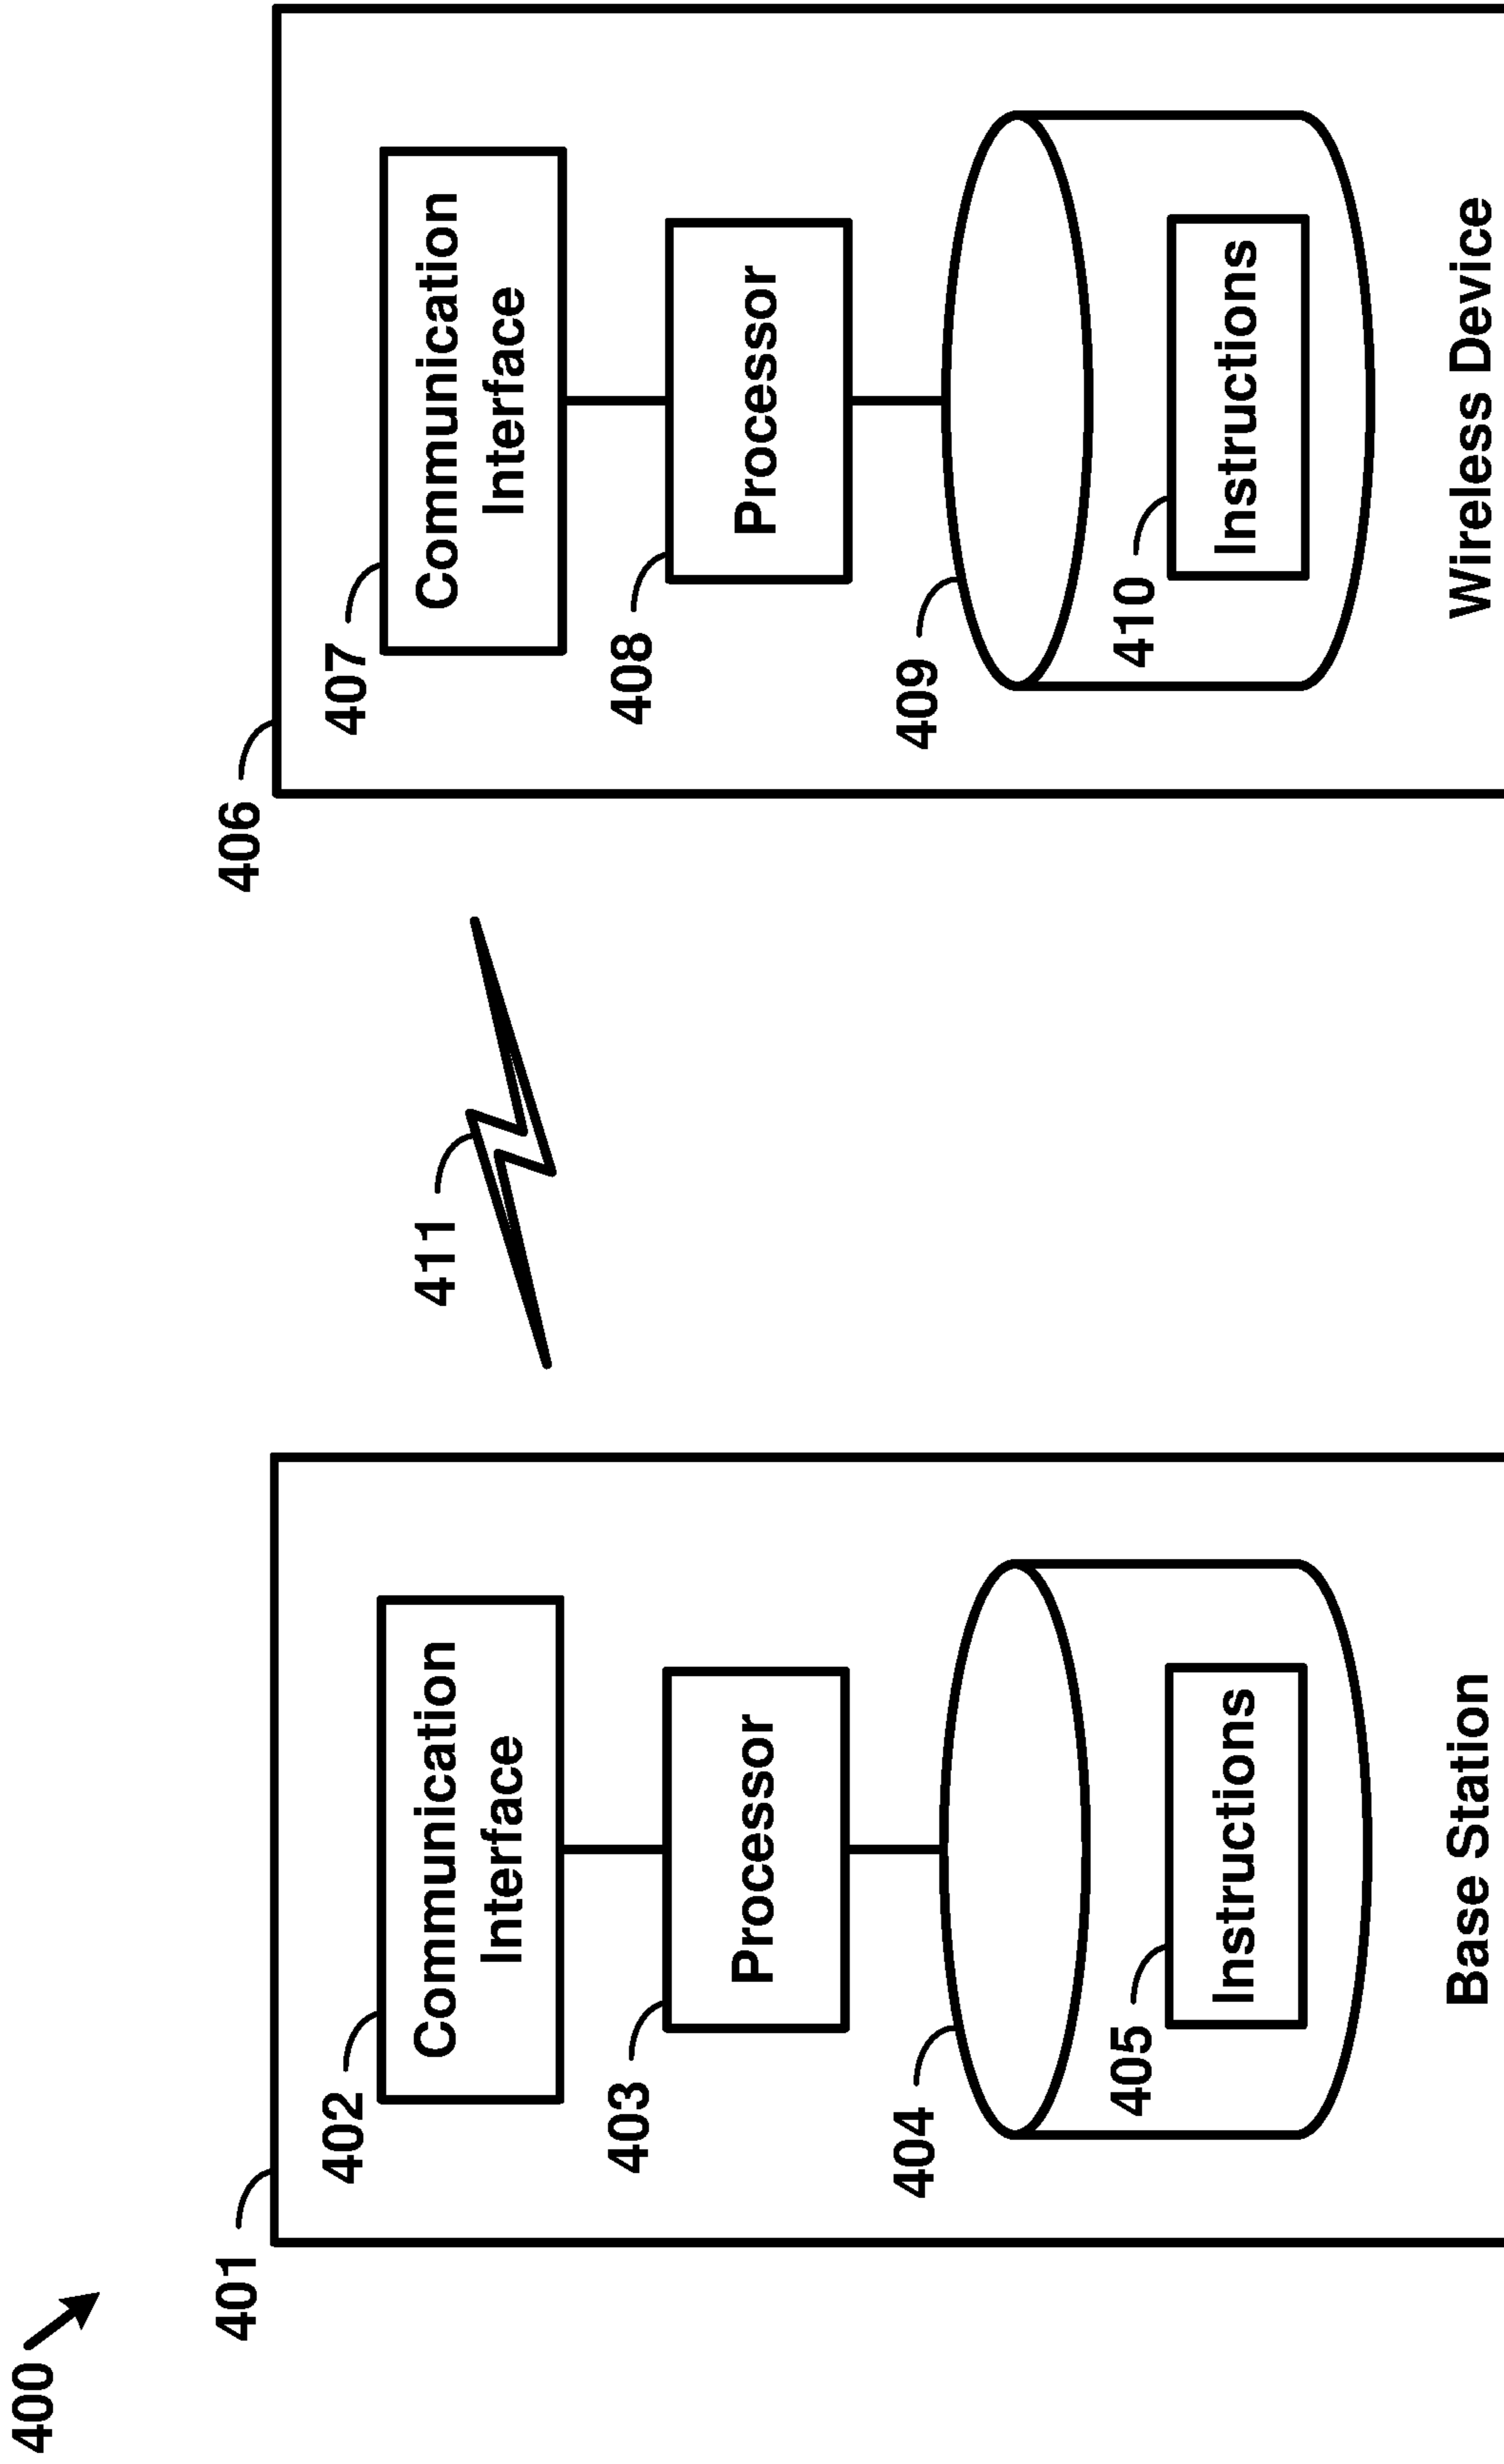 400
401
402
Communication
Interface
403
Processor
404
405
Instructions
Base Station
411
406
407
Communication
Interface
408
Processor
409
410
Instructions
Wireless Device